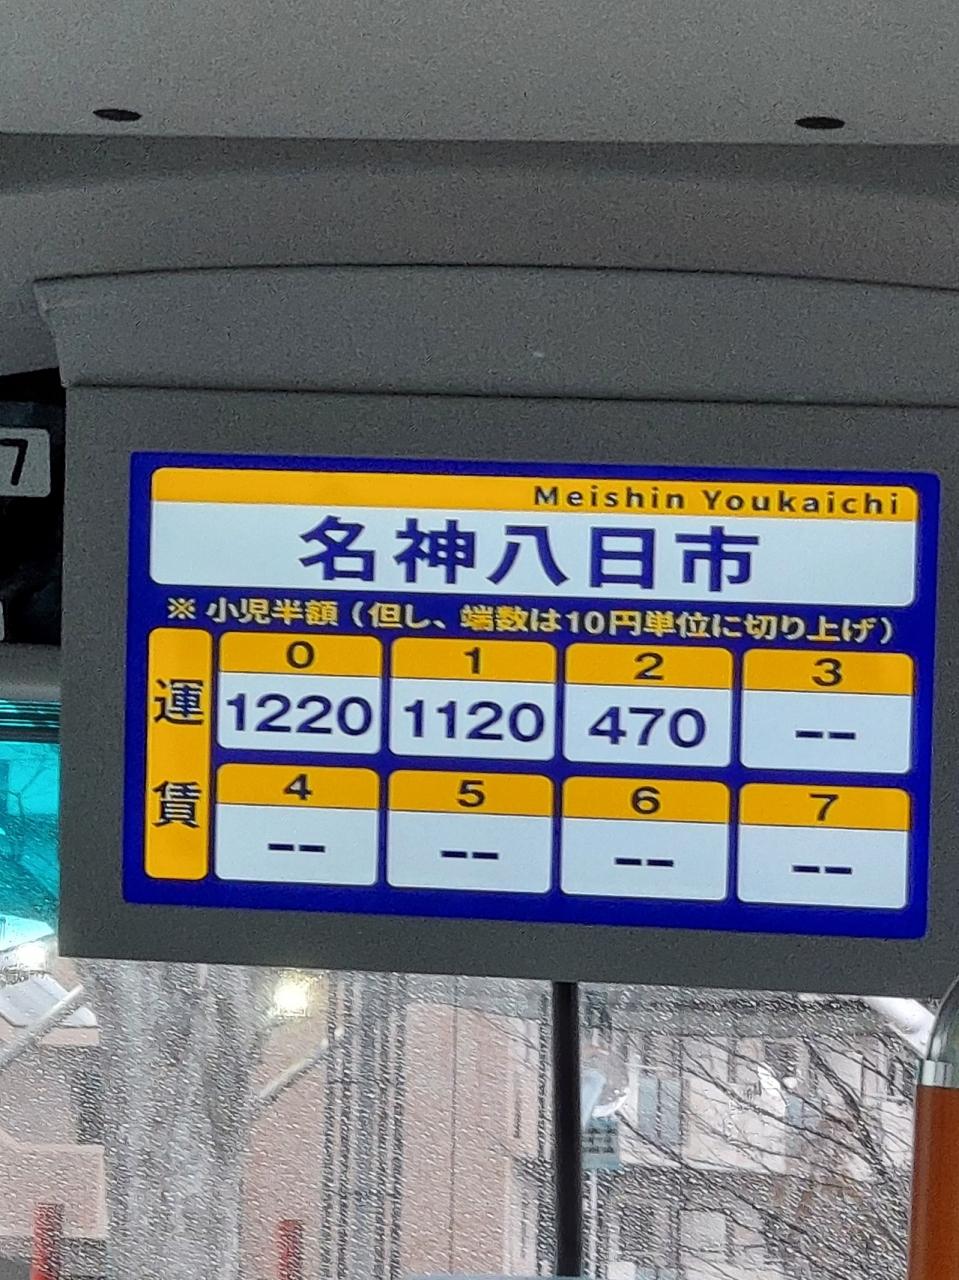 7
Meishin Youkaichi
名神八日市
※ 小児半額（但し、端数は10円単位に切り上げ）
運賃
0 1 2 3
1220 1120 470 --
4 5 6 7
-- -- -- --